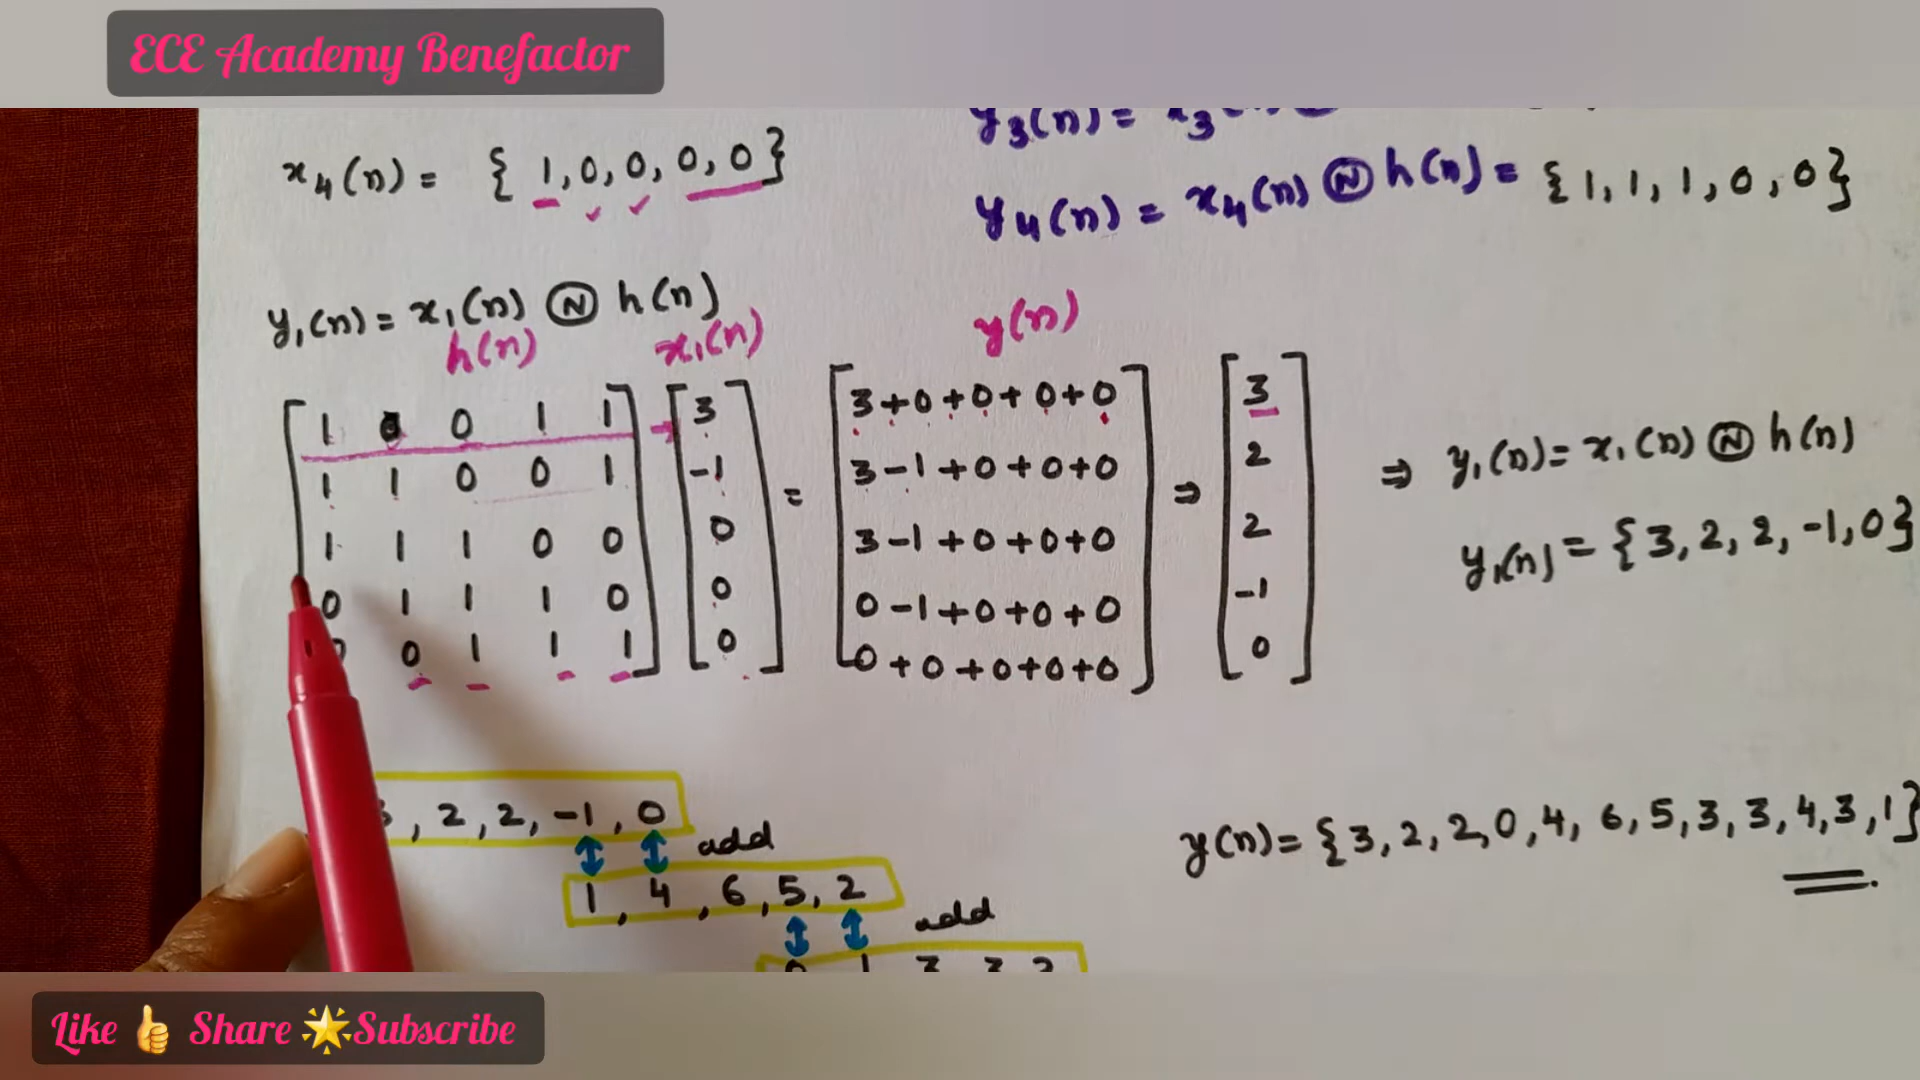 ECE Academy Benefactor
x4(n) = { 1, 0, 0, 0, 0 }
y3(n) = x3
y4(n) = x4(n) Ⓝ h(n) = { 1, 1, 1, 0, 0 }
y1(n) = x1(n) Ⓝ h(n)
h(n) x1(n) y(n)
1 0 0 1 1 3 3+0+0+0+0 3
1 1 0 0 1 -1 = 3-1+0+0+0 ⇒ 2 ⇒ y1(n) = x1(n) Ⓝ h(n)
1 1 1 0 0 0 3-1+0+0+0 2 y1(n) = {3, 2, 2, -1, 0}
0 1 1 1 0 0 0-1+0+0+0 -1
0 1 1 1 0 0+0+0+0+0 0
, 2, 2, -1, 0
add
1, 4, 6, 5, 2
add
y(n) = {3, 2, 2, 0, 4, 6, 5, 3, 3, 4, 3, 1}
Like 👍 Share 🌟Subscribe